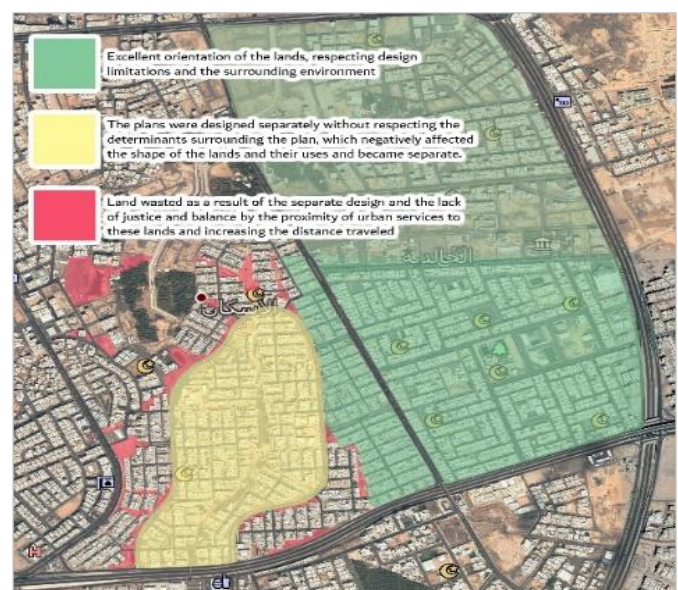 Excellent orientation of the lands, respecting design
limitations and the surrounding environment
The plans were designed separately without respecting the
determinants surrounding the plan, which negatively affected
the shape of the lands and their uses and became separate.
Land wasted as a result of the separate design and the lack
of justice and balance by the proximity of urban services to
these lands and increasing the distance traveled
الخالدية
الاسكان
H